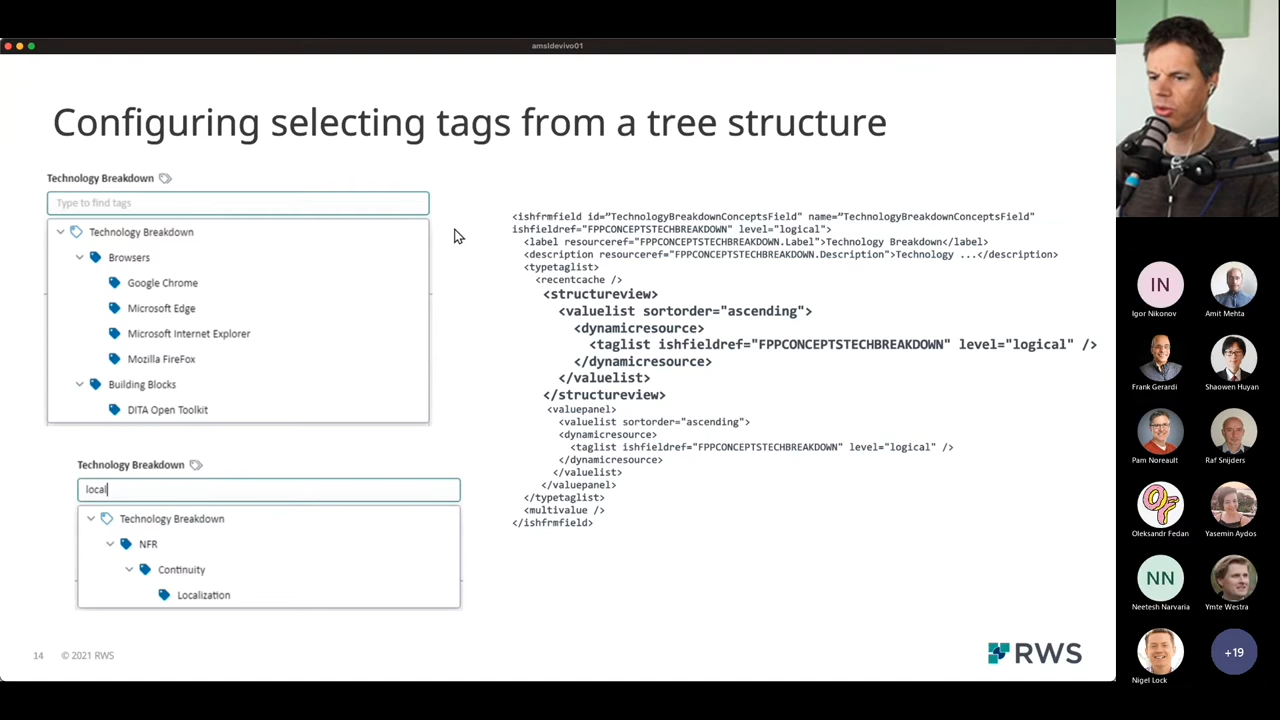 amsldevivo01
Configuring selecting tags from a tree structure
Technology Breakdown
Type to find tags
Technology Breakdown
Browsers
Google Chrome
Microsoft Edge
Microsoft Internet Explorer
Mozilla FireFox
Building Blocks
DITA Open Toolkit
Technology Breakdown
local
Technology Breakdown
NFR
Continuity
Localization
<ishfrmfield id="TechnologyBreakdownConceptsField" name="TechnologyBreakdownConceptsField"
ishfieldref="FPPCONCEPTSTECHBREAKDOWN" level="logical">
<label resourceref="FPPCONCEPTSTECHBREAKDOWN.Label">Technology Breakdown</label>
<description resourceref="FPPCONCEPTSTECHBREAKDOWN.Description">Technology ...</description>
<typetaglist>
<recentcache />
<structureview>
<valuelist sortorder="ascending">
<dynamicresource>
<taglist ishfieldref="FPPCONCEPTSTECHBREAKDOWN" level="logical" />
</dynamicresource>
</valuelist>
</structureview>
<valuepanel>
<valuelist sortorder="ascending">
<dynamicresource>
<taglist ishfieldref="FPPCONCEPTSTECHBREAKDOWN" level="logical" />
</dynamicresource>
</valuelist>
</valuepanel>
</typetaglist>
<multivalue />
</ishfrmfield>
14 © 2021 RWS
RWS
IN
Igor Nikonov
Amit Mehta
Frank Gerardi
Shaowen Huyan
Pam Noreault
Raf Snijders
Oleksandr Fedan
Yasemin Aydos
NN
Neetesh Narvaria
Ymte Westra
Nigel Lock
+19